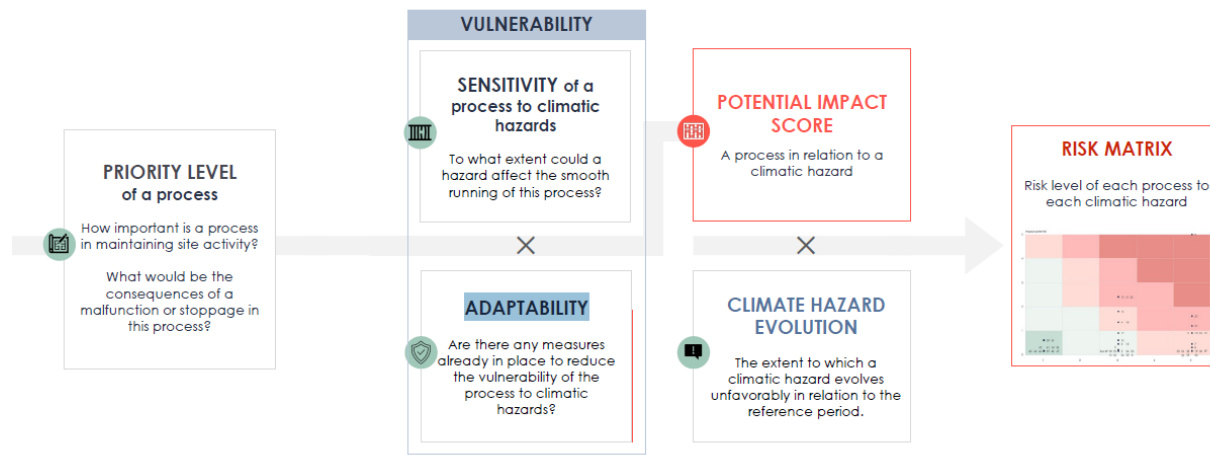 PRIORITY LEVEL
of a process
How important is a process
in maintaining site activity?
What would be the
consequences of a
malfunction or stoppage in
this process?
VULNERABILITY
SENSITIVITY of a
process to climatic
hazards
To what extent could a
hazard affect the smooth
running of this process?
×
ADAPTABILITY
Are there any measures
already in place to reduce
the vulnerability of the
process to climatic
hazards?
POTENTIAL IMPACT
SCORE
A process in relation to a
climatic hazard
×
CLIMATE HAZARD
EVOLUTION
The extent to which a
climatic hazard evolves
unfavorably in relation to the
reference period.
RISK MATRIX
Risk level of each process to
each climatic hazard